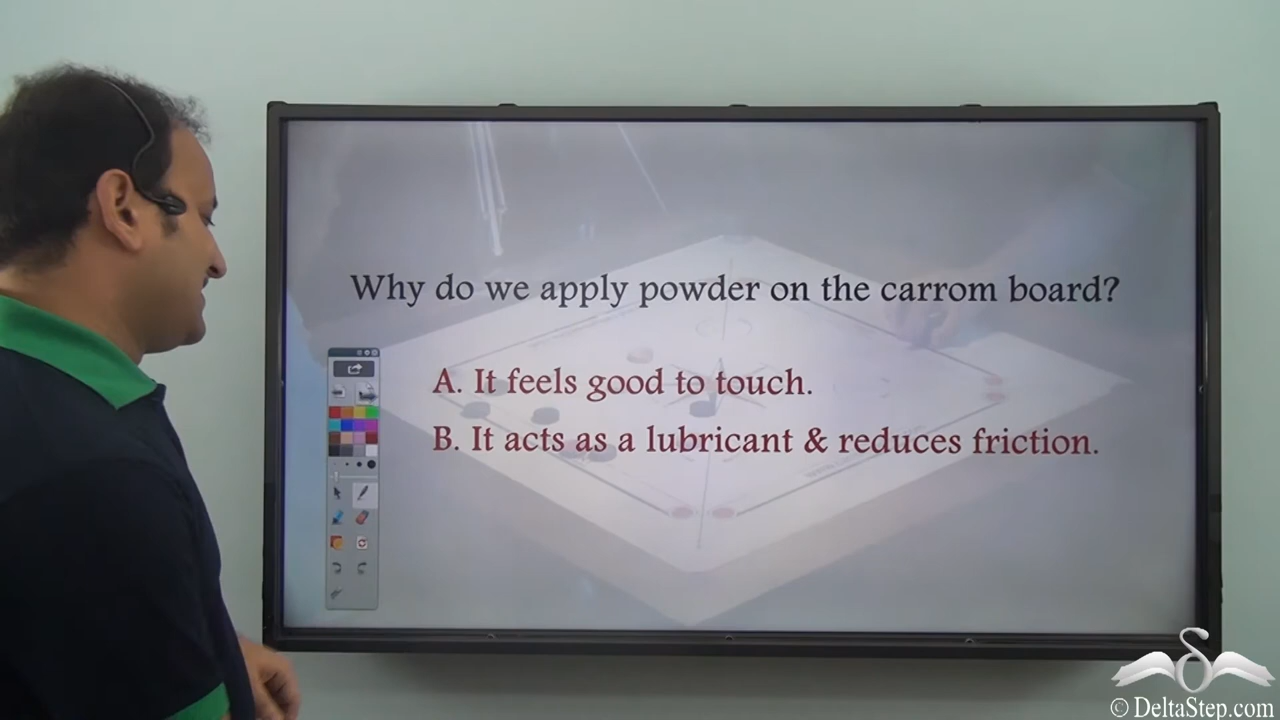 Why do we apply powder on the carrom board?
A. It feels good to touch.
B. It acts as a lubricant & reduces friction.
© DeltaStep.com